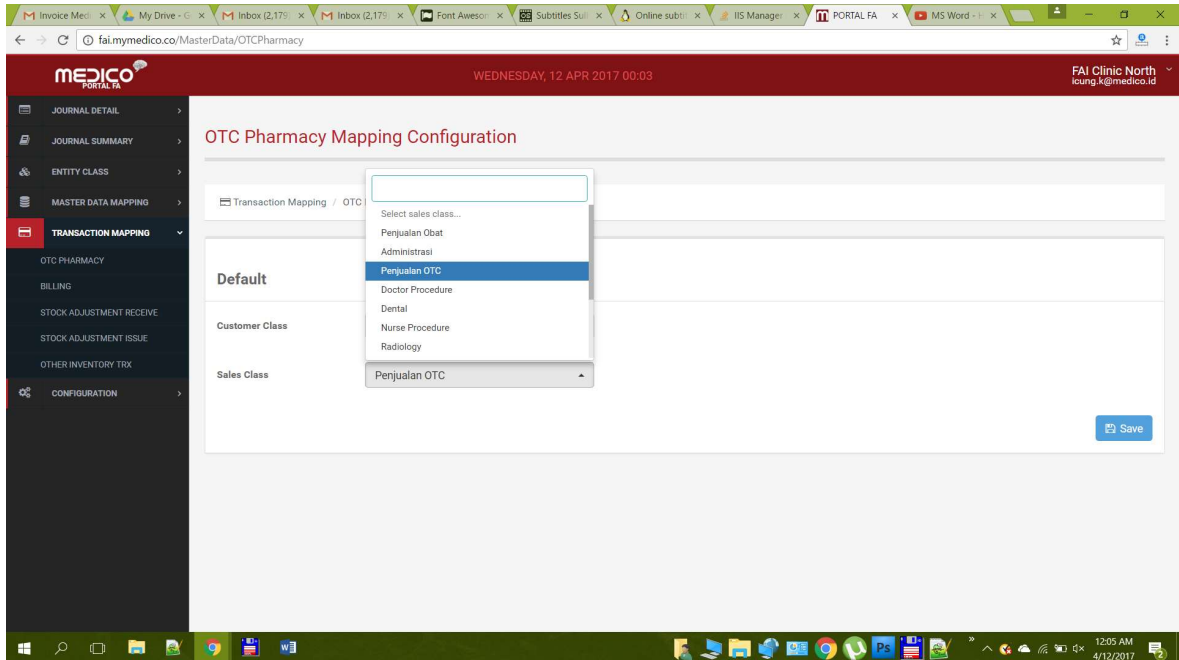 Invoice Medi
My Drive - G
Inbox (2,179
Inbox (2,179
Font Awesom
Subtitles Sul
Online subti
IIS Manager
PORTAL FA
MS Word - H
fai.mymedico.co/MasterData/OTCPharmacy
MEDICO
PORTAL FA
WEDNESDAY, 12 APR 2017 00:03
FAI Clinic North
icung.k@medico.id
JOURNAL DETAIL
JOURNAL SUMMARY
ENTITY CLASS
MASTER DATA MAPPING
TRANSACTION MAPPING
OTC PHARMACY
BILLING
STOCK ADJUSTMENT RECEIVE
STOCK ADJUSTMENT ISSUE
OTHER INVENTORY TRX
CONFIGURATION
OTC Pharmacy Mapping Configuration
Transaction Mapping / OTC
Select sales class...
Penjualan Obat
Administrasi
Penjualan OTC
Doctor Procedure
Dental
Nurse Procedure
Radiology
Default
Customer Class
Sales Class
Penjualan OTC
Save
Ps
12:05 AM
4/12/2017